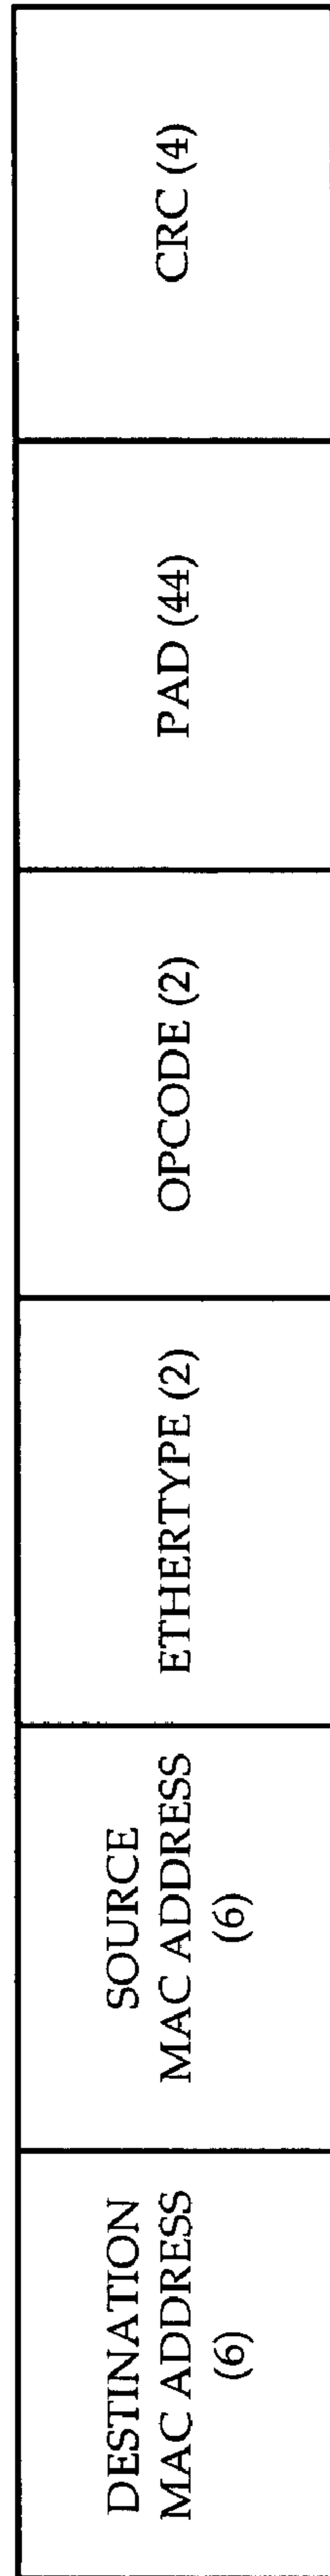 DESTINATION
MAC ADDRESS
(6)
SOURCE
MAC ADDRESS
(6)
ETHERTYPE (2)
OPCODE (2)
PAD (44)
CRC (4)